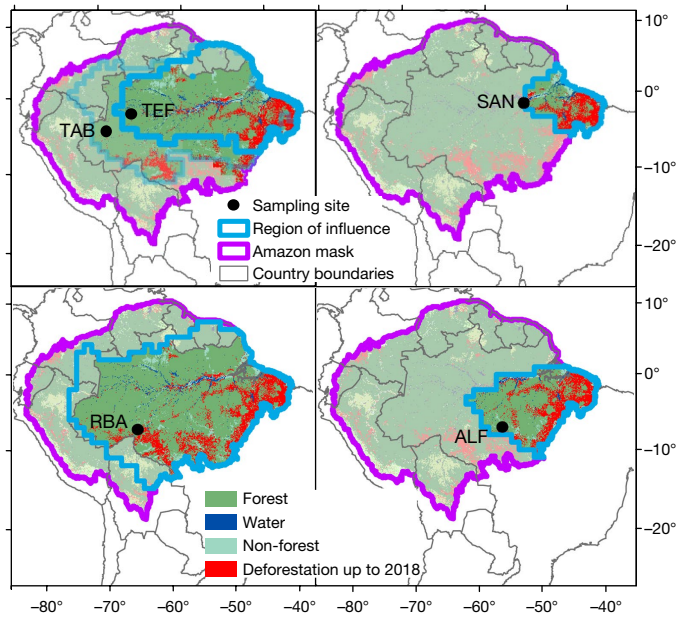 10°
TEF
0°
SAN
TAB
−10°
Sampling site
Region of influence
Amazon mask
−20°
Country boundaries
10°
0°
RBA
ALF
−10°
Forest
Water
−20°
Non-forest
Deforestation up to 2018
−80° −70° −60° −50° −40° −80° −70° −60° −50° −40°